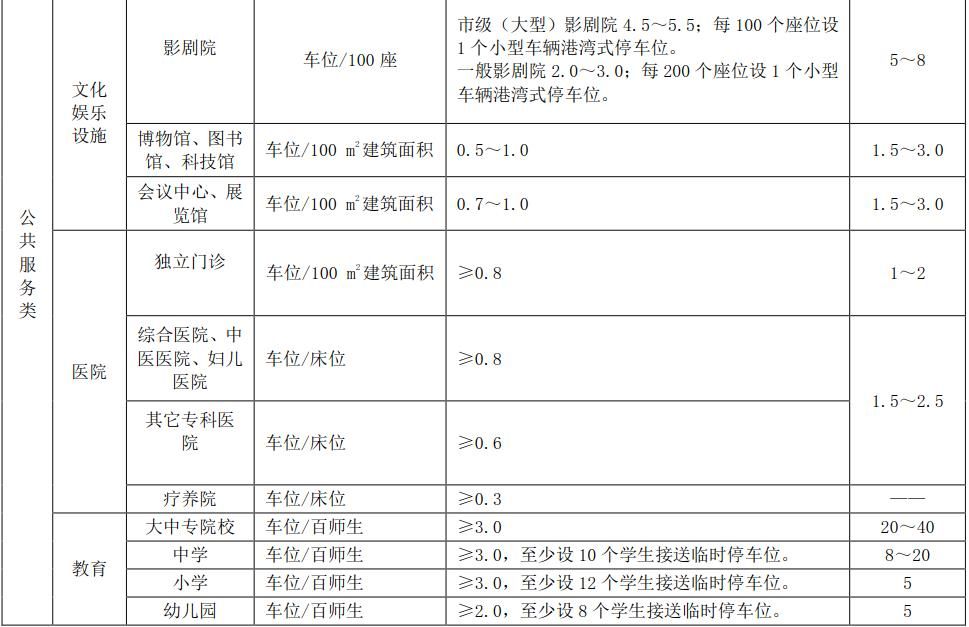 公共服务类
文化
娱乐
设施
影剧院
车位/100 座
市级（大型）影剧院 4.5～5.5；每 100 个座位设
1 个小型车辆港湾式停车位。
一般影剧院 2.0～3.0；每 200 个座位设 1 个小型
车辆港湾式停车位。
5～8
博物馆、图书
馆、科技馆
车位/100 m²建筑面积
0.5～1.0
1.5～3.0
会议中心、展
览馆
车位/100 m²建筑面积
0.7～1.0
1.5～3.0
医院
独立门诊
车位/100 m²建筑面积
≥0.8
1～2
综合医院、中
医医院、妇儿
医院
车位/床位
≥0.8
1.5～2.5
其它专科医
院
车位/床位
≥0.6
疗养院
车位/床位
≥0.3
——
教育
大中专院校
车位/百师生
≥3.0
20～40
中学
车位/百师生
≥3.0，至少设 10 个学生接送临时停车位。
8～20
小学
车位/百师生
≥3.0，至少设 12 个学生接送临时停车位。
5
幼儿园
车位/百师生
≥2.0，至少设 8 个学生接送临时停车位。
5